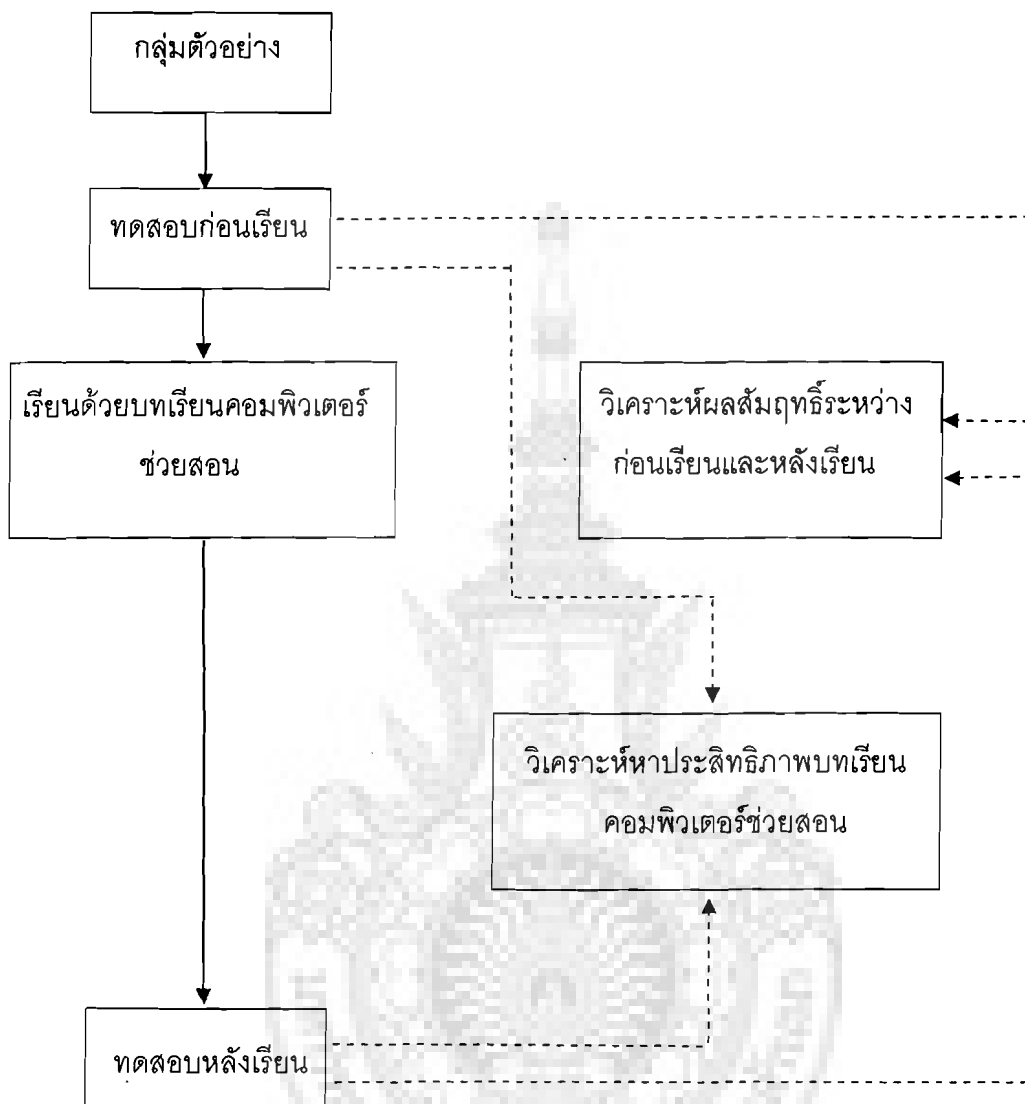 กลุ่มตัวอย่าง
ทดสอบก่อนเรียน
เรียนด้วยบทเรียนคอมพิวเตอร์
ช่วยสอน
วิเคราะห์ผลสัมฤทธิ์ระหว่าง
ก่อนเรียนและหลังเรียน
วิเคราะห์หาประสิทธิภาพบทเรียน
คอมพิวเตอร์ช่วยสอน
ทดสอบหลังเรียน